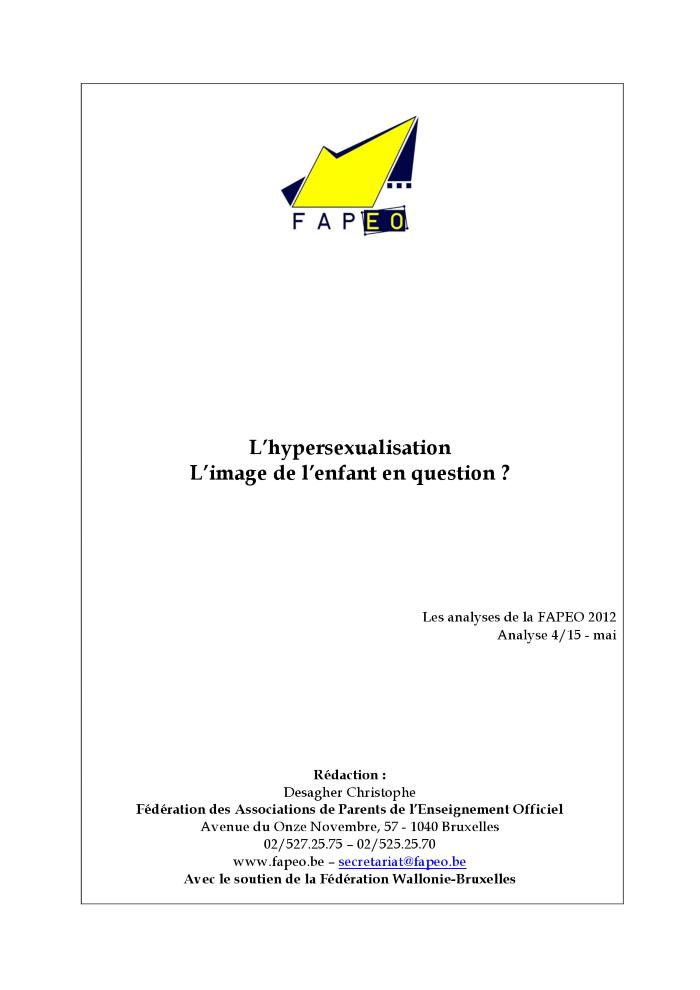 FAPEO
L'hypersexualisation
L'image de l'enfant en question ?
Les analyses de la FAPEO 2012
Analyse 4/15 - mai
Rédaction :
Desagher Christophe
Fédération des Associations de Parents de l'Enseignement Officiel
Avenue du Onze Novembre, 57 - 1040 Bruxelles
02/527.25.75 – 02/525.25.70
www.fapeo.be – secretariat@fapeo.be
Avec le soutien de la Fédération Wallonie-Bruxelles